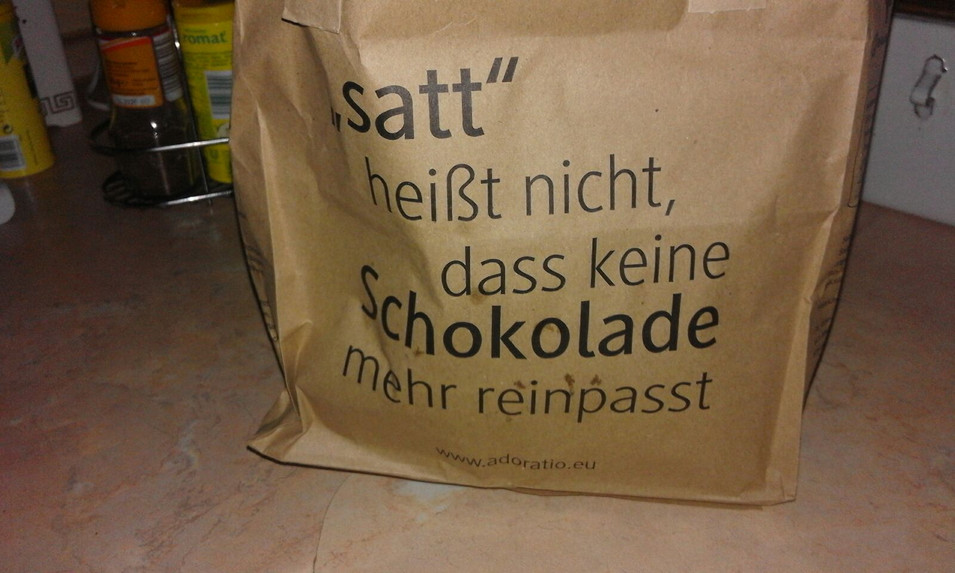 „satt“
heißt nicht,
dass keine
Schokolade
mehr reinpasst
www.adoratio.eu